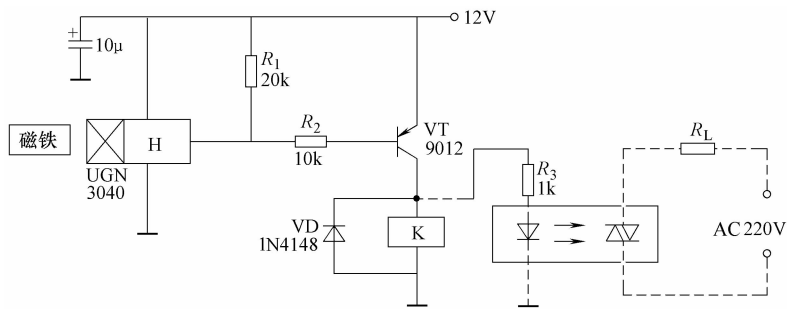 12V
+
10μ
R1
20k
磁铁
H
R2
10k
VT
9012
UGN
3040
RL
R3
1k
VD
1N4148
K
AC 220V